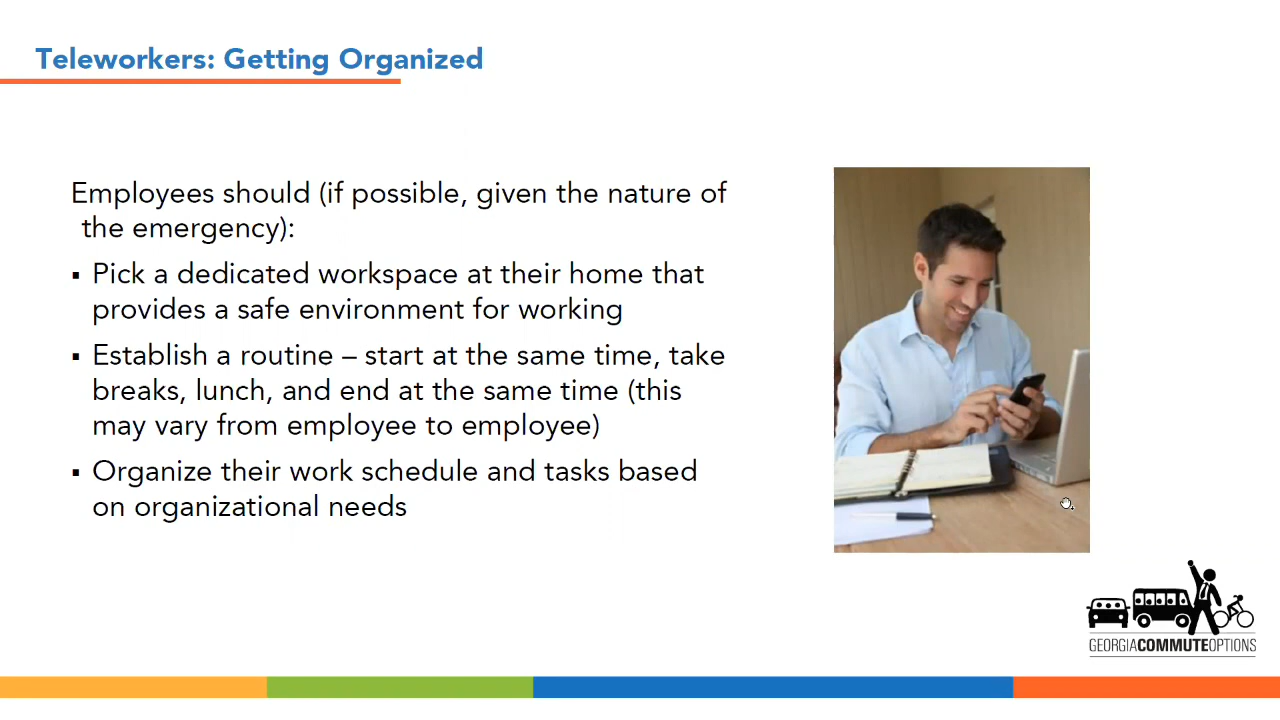 Teleworkers: Getting Organized
Employees should (if possible, given the nature of
the emergency):
▪ Pick a dedicated workspace at their home that
provides a safe environment for working
▪ Establish a routine – start at the same time, take
breaks, lunch, and end at the same time (this
may vary from employee to employee)
▪ Organize their work schedule and tasks based
on organizational needs
GEORGIACOMMUTEOPTIONS